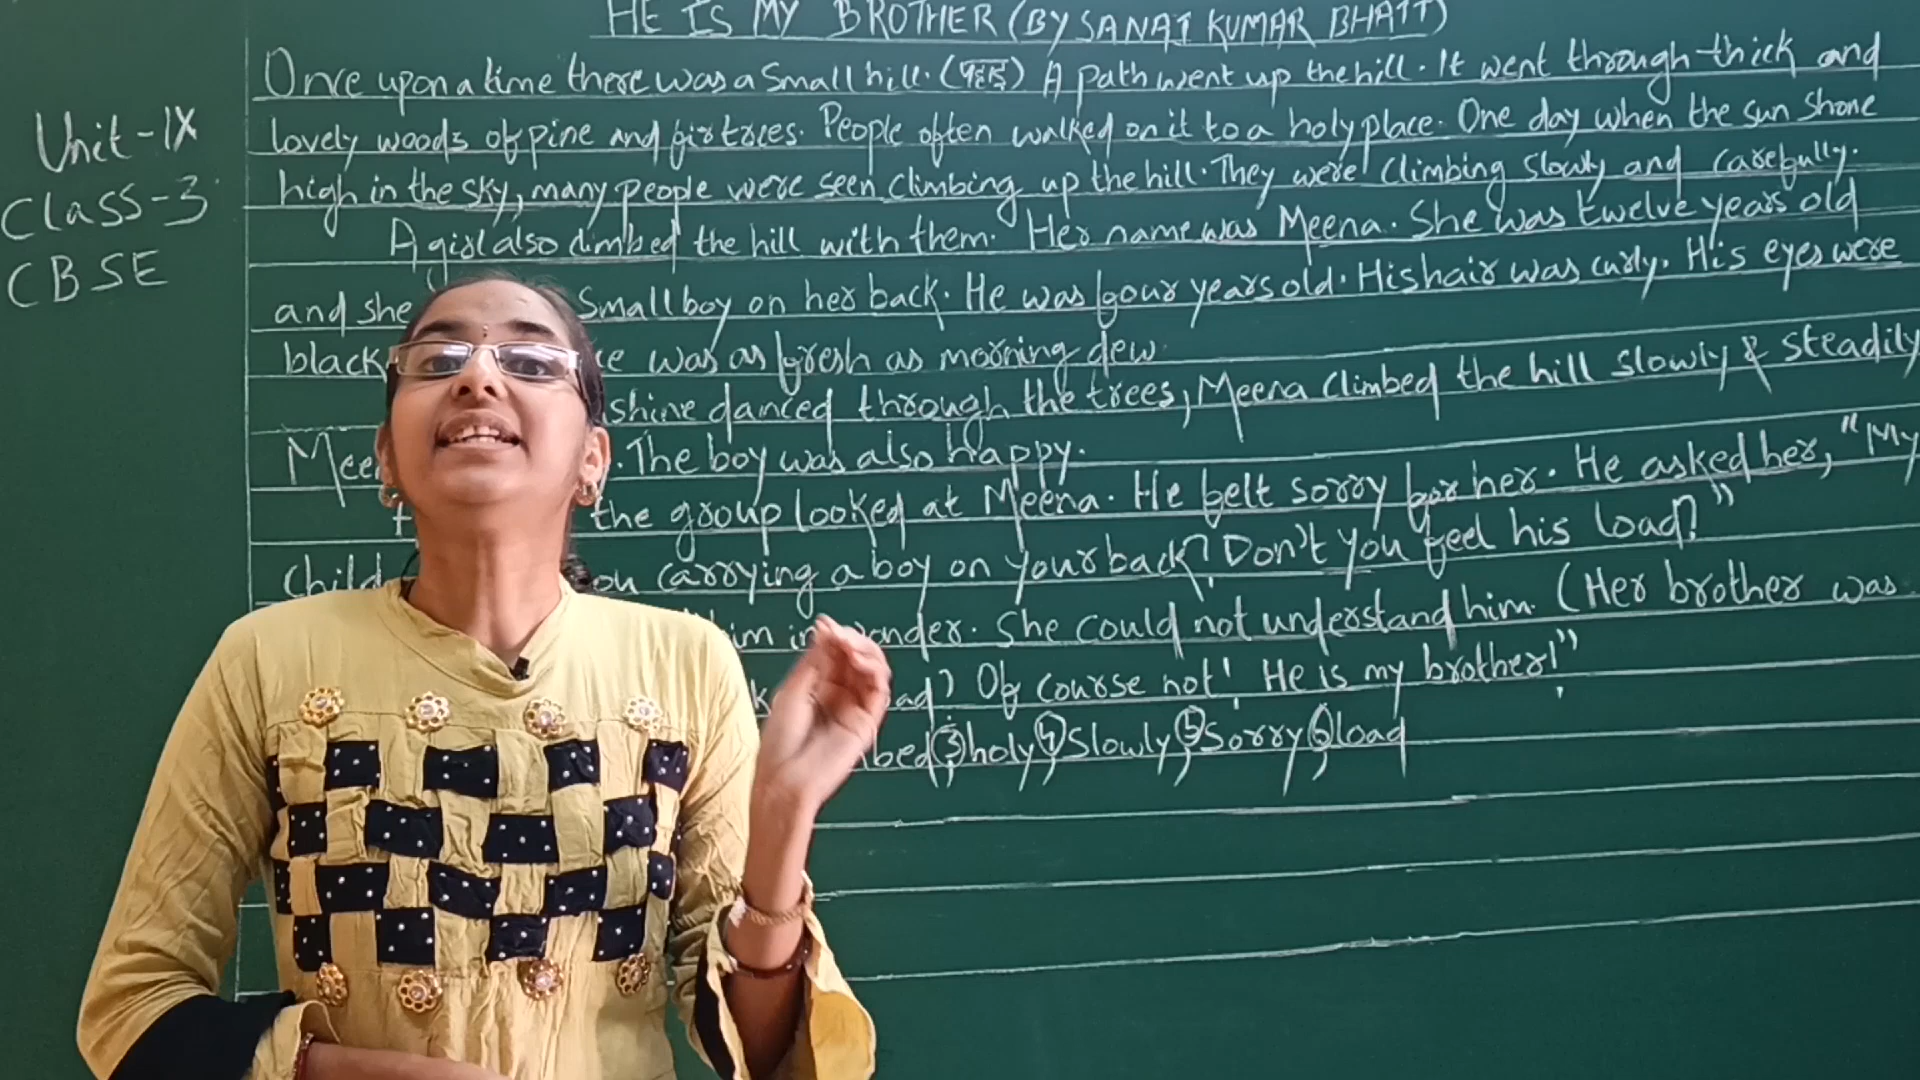 HE IS MY BROTHER (BY SANAT KUMAR BHATT)
Once upon a time there was a small hill. (पहाड़) A path went up the hill. It went through thick and
lovely woods of pine and fir trees. People often walked on it to a holy place. One day when the sun shone
high in the sky, many people were seen climbing up the hill. They were climbing slowly and carefully.
A girl also climbed the hill with them. Her name was Meena. She was twelve years old
and she small boy on her back. He was four years old. His hair was curly. His eyes were
black was as fresh as morning dew.
shine danced through the trees, Meena climbed the hill slowly & steadily
The boy was also happy.
the group looked at Meena. He felt sorry for her. He asked her, "My
Child carrying a boy on your back? Don't you feel his load?"
in wonder. She could not understand him. (Her brother was
Of course not! He is my brother!"
③ holy, ④ Slowly, ⑤ Sorry, ⑥ load
Unit-IX
Class-3
CBSE